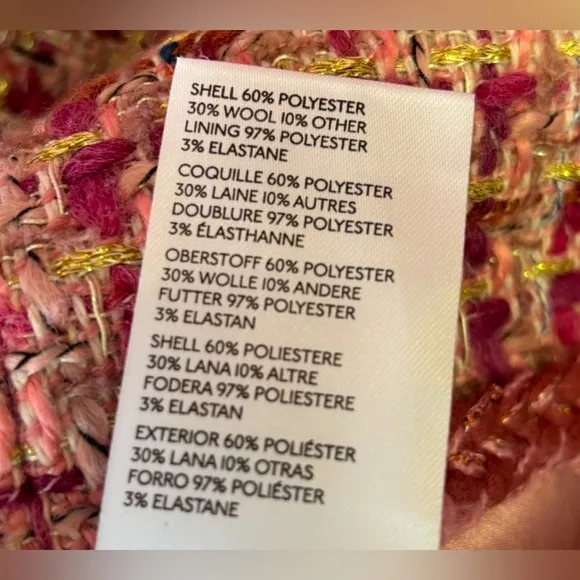 SHELL 60% POLYESTER
30% WOOL 10% OTHER
LINING 97% POLYESTER
3% ELASTANE
COQUILLE 60% POLYESTER
30% LAINE 10% AUTRES
DOUBLURE 97% POLYESTER
3% ÉLASTHANNE
OBERSTOFF 60% POLYESTER
30% WOLLE 10% ANDERE
FUTTER 97% POLYESTER
3% ELASTAN
SHELL 60% POLIESTERE
30% LANA 10% ALTRE
FODERA 97% POLIESTERE
3% ELASTAN
EXTERIOR 60% POLIÉSTER
30% LANA 10% OTRAS
FORRO 97% POLIÉSTER
3% ELASTANE